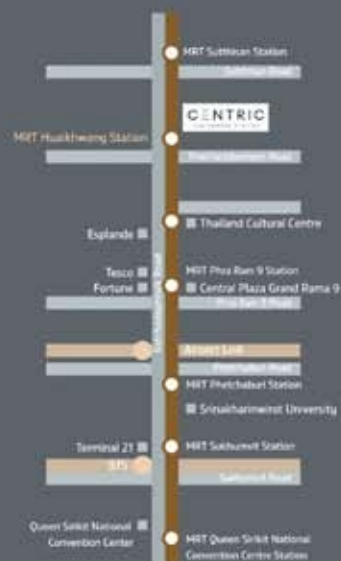 MRT Sutthisan Station
Sutthisan Road
CENTRIC
MRT Huaikhwang Station
Thailand Cultural Centre
Esplande
Tesco
Fortune
MRT Phra Ram 9 Station
Central Plaza Grand Rama 9
Phra Ram 9 Road
Airport Link
Phetchaburi Road
MRT Phetchaburi Station
Srinakharinwirot University
Terminal 21
MRT Sukhumvit Station
BTS
Sukhumvit Road
Queen Sirikit National
Convention Center
MRT Queen Sirikit National
Convention Centre Station